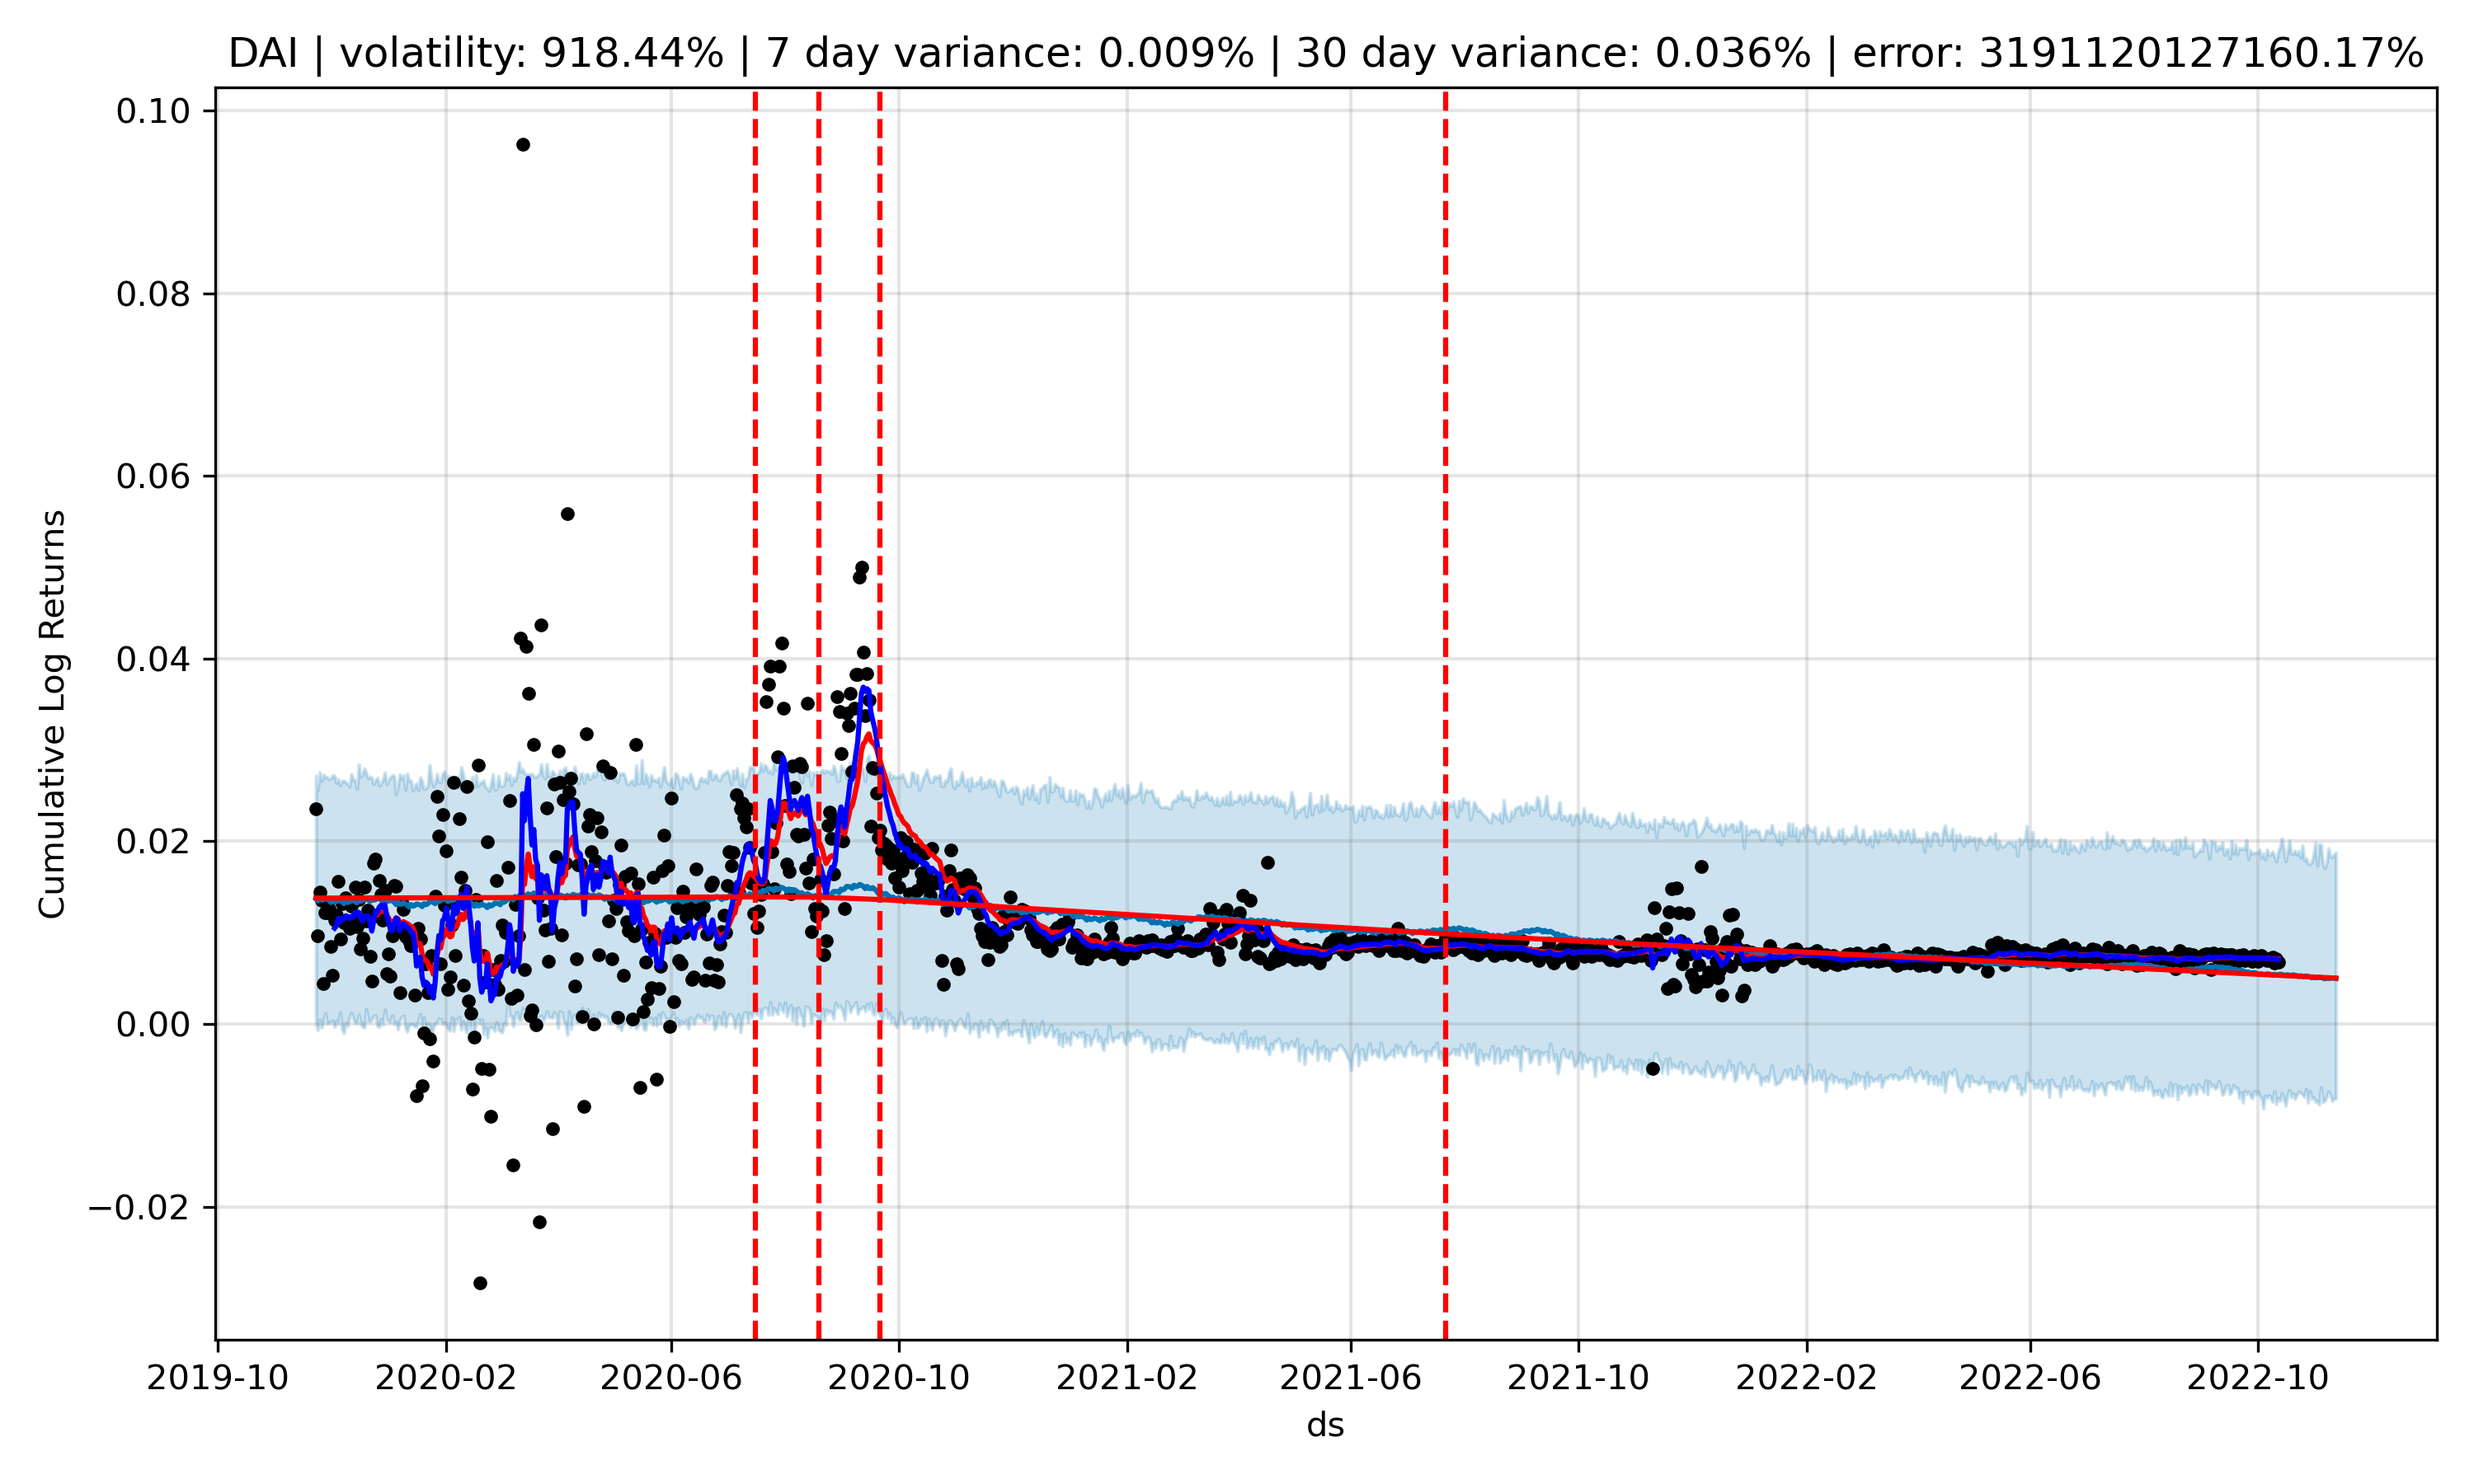 DAI | volatility: 918.44% | 7 day variance: 0.009% | 30 day variance: 0.036% | error: 3191120127160.17%
Cumulative Log Returns
0.10
0.08
0.06
0.04
0.02
0.00
−0.02
2019-10 2020-02 2020-06 2020-10 2021-02 2021-06 2021-10 2022-02 2022-06 2022-10
ds